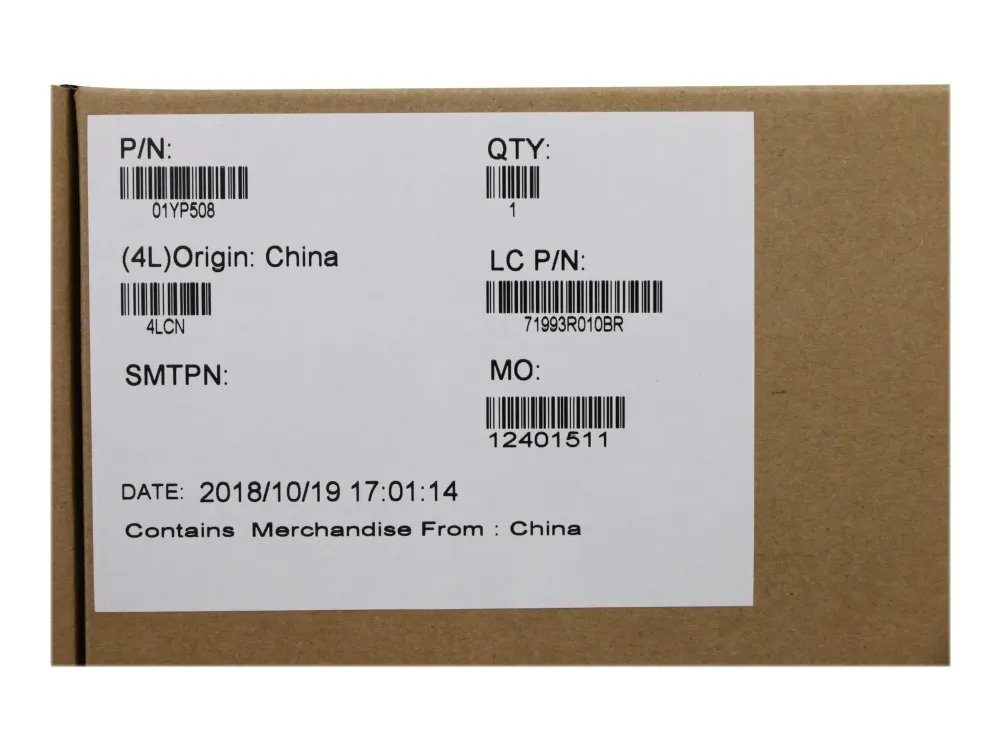 P/N:
01YP508
QTY:
1
(4L)Origin: China
4LCN
LC P/N:
71993R010BR
SMTPN:
MO:
12401511
DATE: 2018/10/19 17:01:14
Contains Merchandise From : China